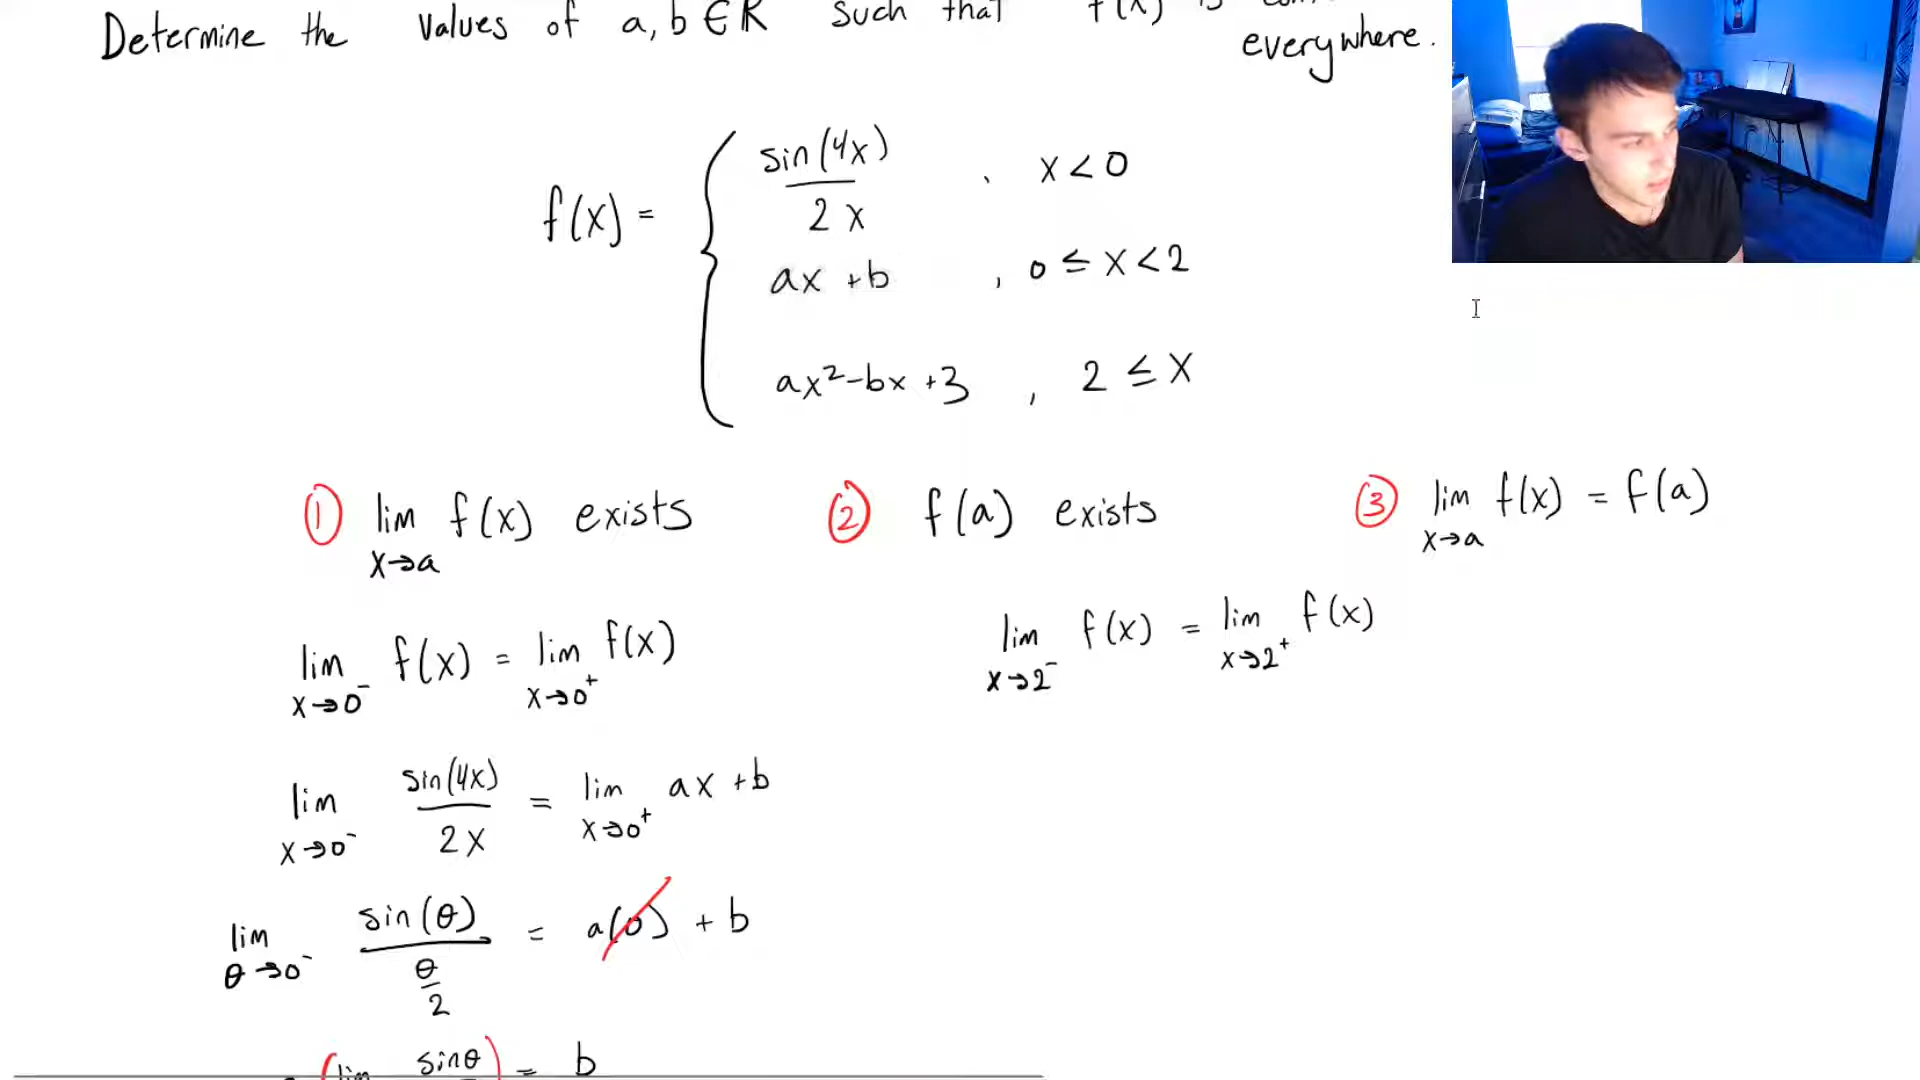 Determine the values of a, b ∈ ℝ such that f(x) is
everywhere.
f(x) = { sin(4x) / 2x , x < 0
ax + b , 0 ≤ x < 2
ax² - bx + 3 , 2 ≤ x
① lim x→a f(x) exists ② f(a) exists ③ lim x→a f(x) = f(a)
lim x→0⁻ f(x) = lim x→0⁺ f(x) lim x→2⁻ f(x) = lim x→2⁺ f(x)
lim x→0⁻ sin(4x) / 2x = lim x→0⁺ ax + b
lim θ→0⁻ sin(θ) / (θ/2) = a(0) + b
(lim sinθ) = b